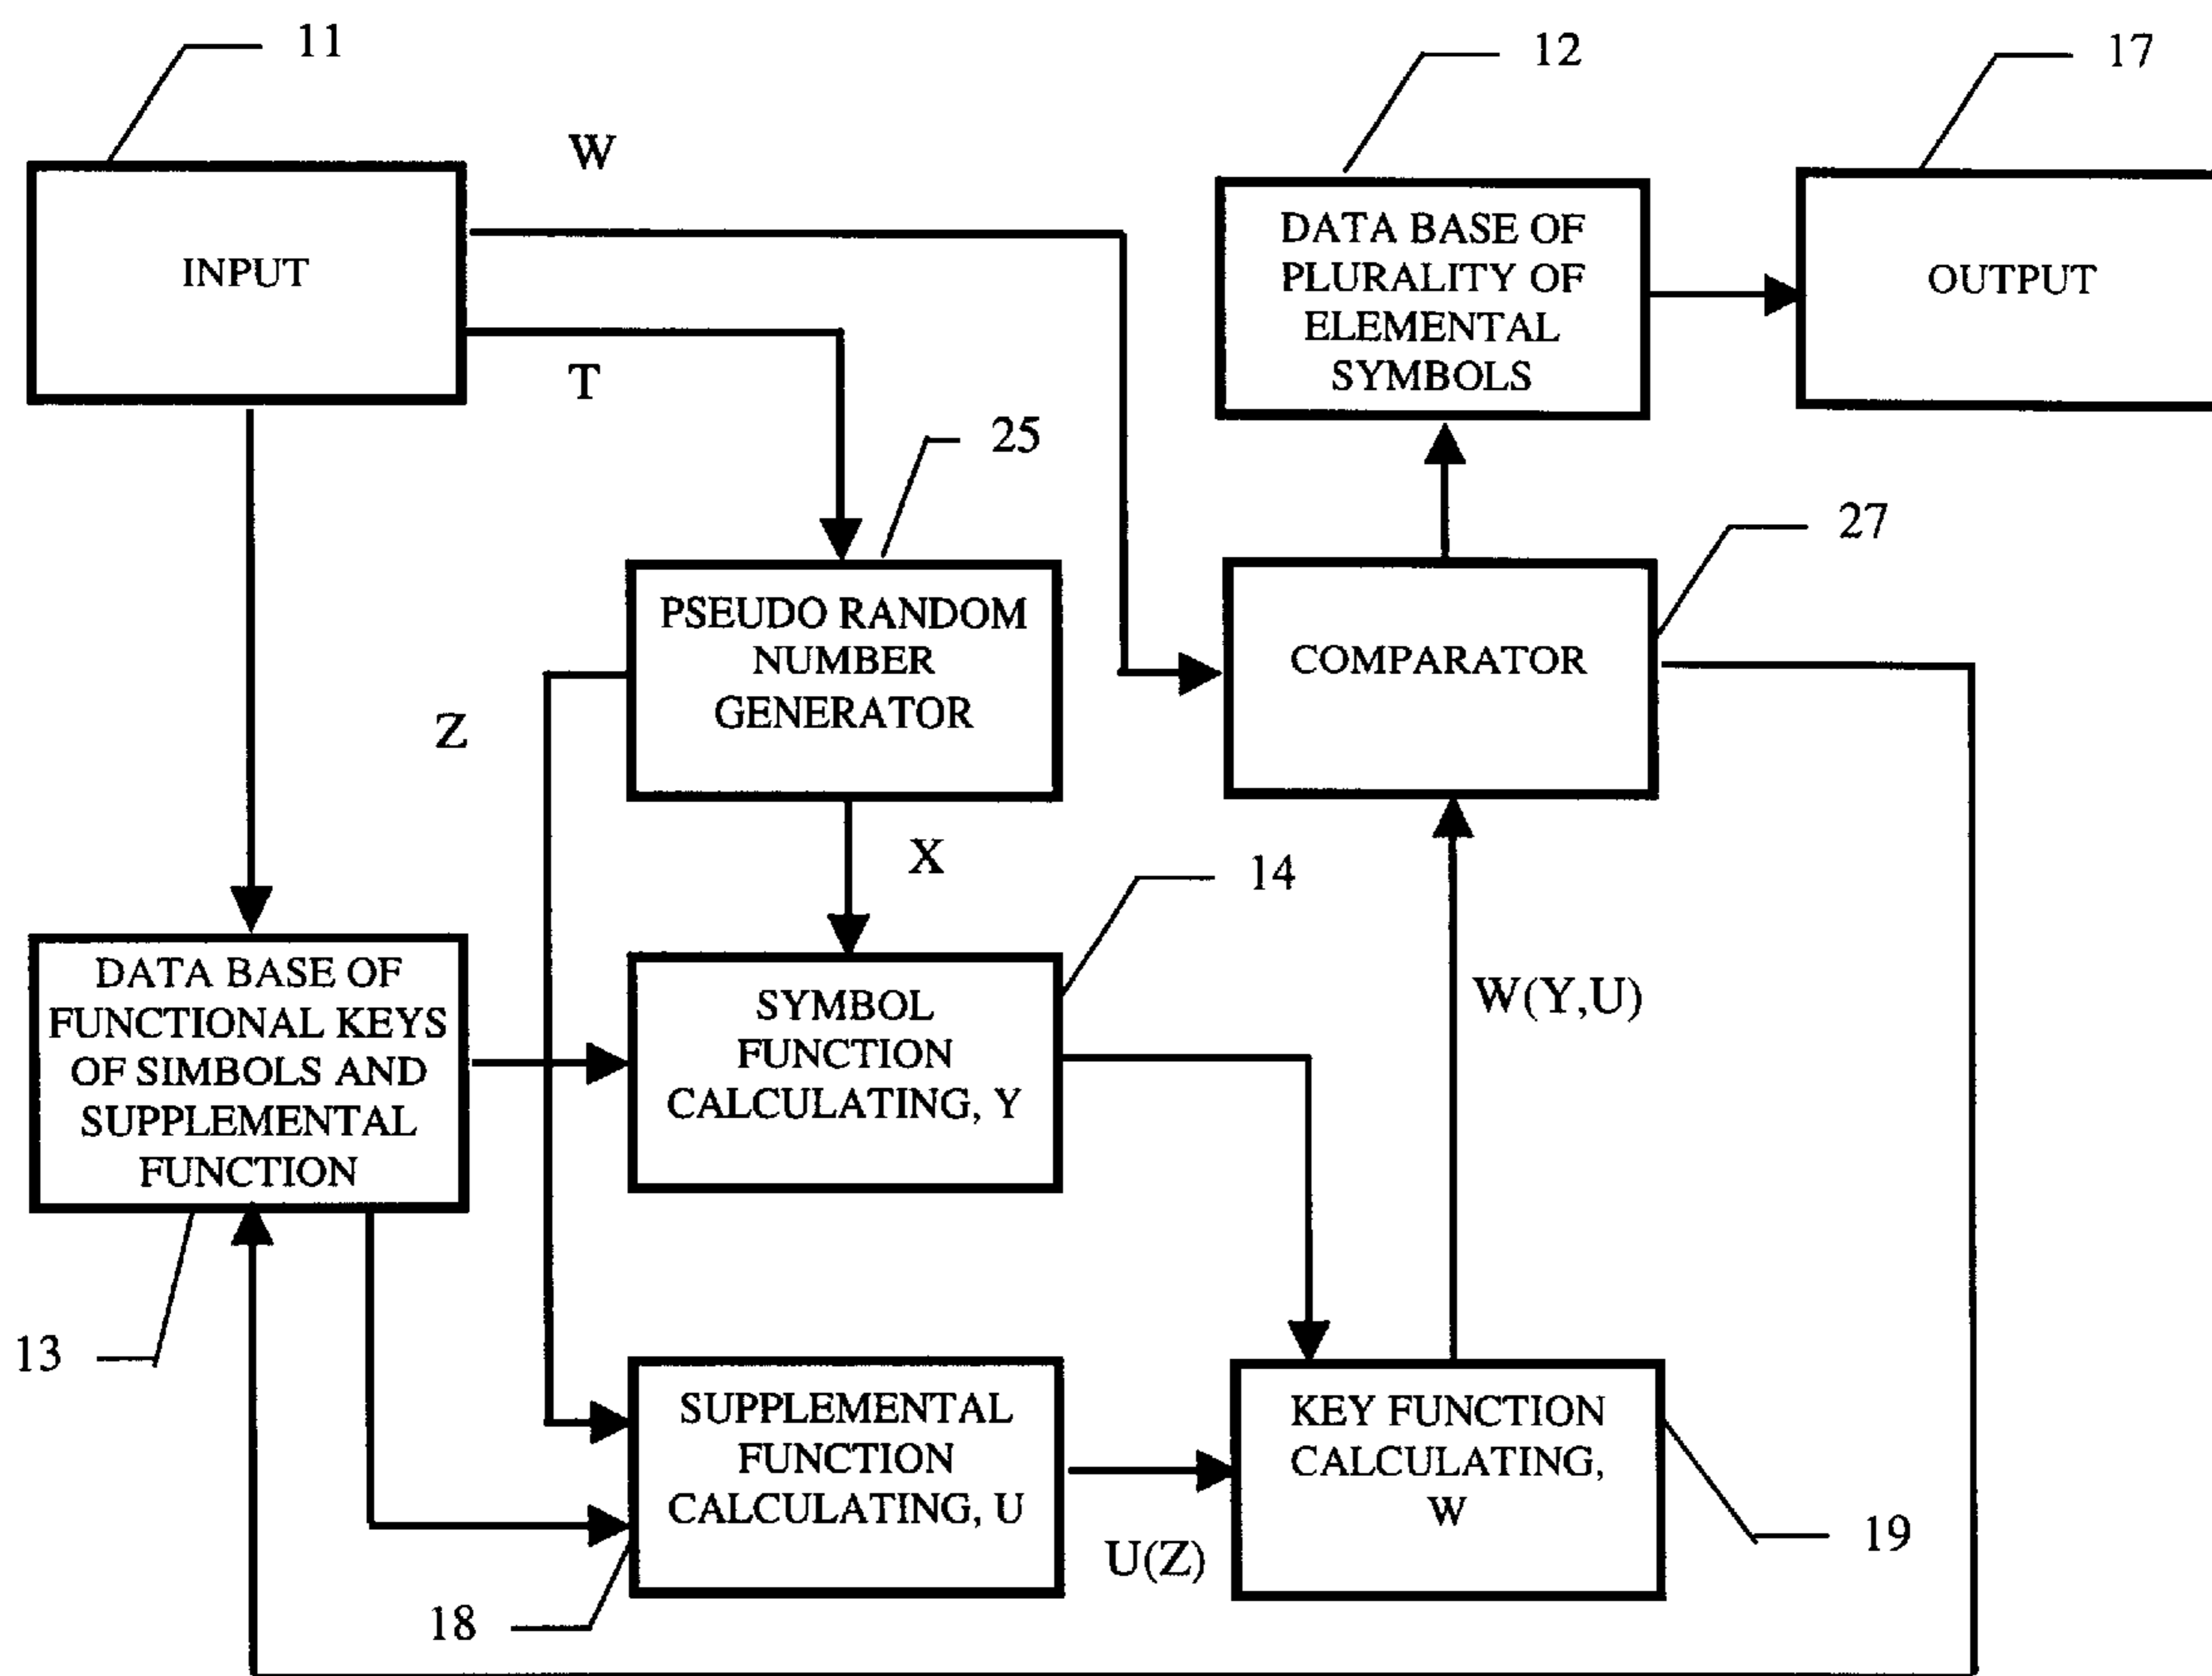 11
12
17
W
INPUT
DATA BASE OF
PLURALITY OF
ELEMENTAL
SYMBOLS
OUTPUT
T
25
27
PSEUDO RANDOM
NUMBER
GENERATOR
COMPARATOR
Z
X
14
DATA BASE OF
FUNCTIONAL KEYS
OF SIMBOLS AND
SUPPLEMENTAL
FUNCTION
SYMBOL
FUNCTION
CALCULATING, Y
W(Y,U)
13
SUPPLEMENTAL
FUNCTION
CALCULATING, U
KEY FUNCTION
CALCULATING,
W
U(Z)
19
18